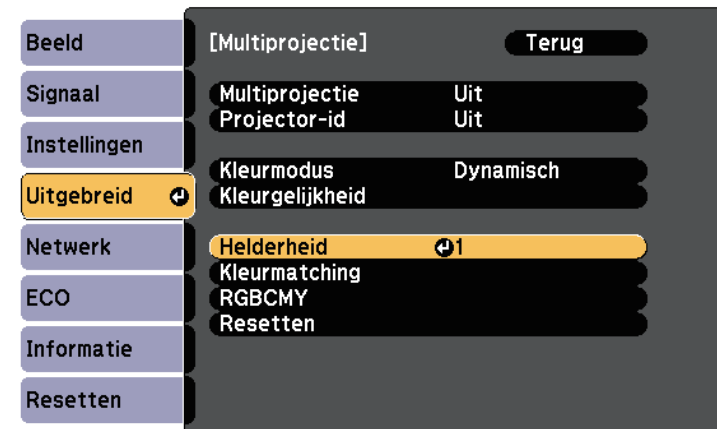 Beeld
Signaal
Instellingen
Uitgebreid
Netwerk
ECO
Informatie
Resetten
[Multiprojectie] Terug
Multiprojectie Uit
Projector-id Uit
Kleurmodus Dynamisch
Kleurgelijkheid
Helderheid 1
Kleurmatching
RGBCMY
Resetten